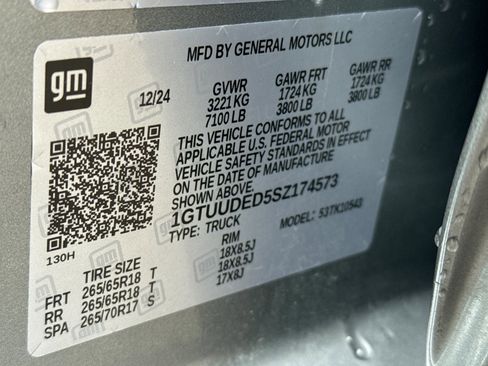 MFD BY GENERAL MOTORS LLC
gm
12/24 GVWR GAWR FRT GAWR RR
3221 KG 1724 KG 1724 KG
7100 LB 3800 LB 3800 LB
THIS VEHICLE CONFORMS TO ALL
APPLICABLE U.S. FEDERAL MOTOR
VEHICLE SAFETY STANDARDS IN EFFECT
ON THE DATE OF MANUFACTURE
SHOWN ABOVE.
1GTUUDED5SZ174573
TYPE: TRUCK MODEL: 53TK10543
130H
TIRE SIZE RIM
FRT 265/65R18 T 18X8.5J
RR 265/65R18 T 18X8.5J
SPA 265/70R17 S 17X8J